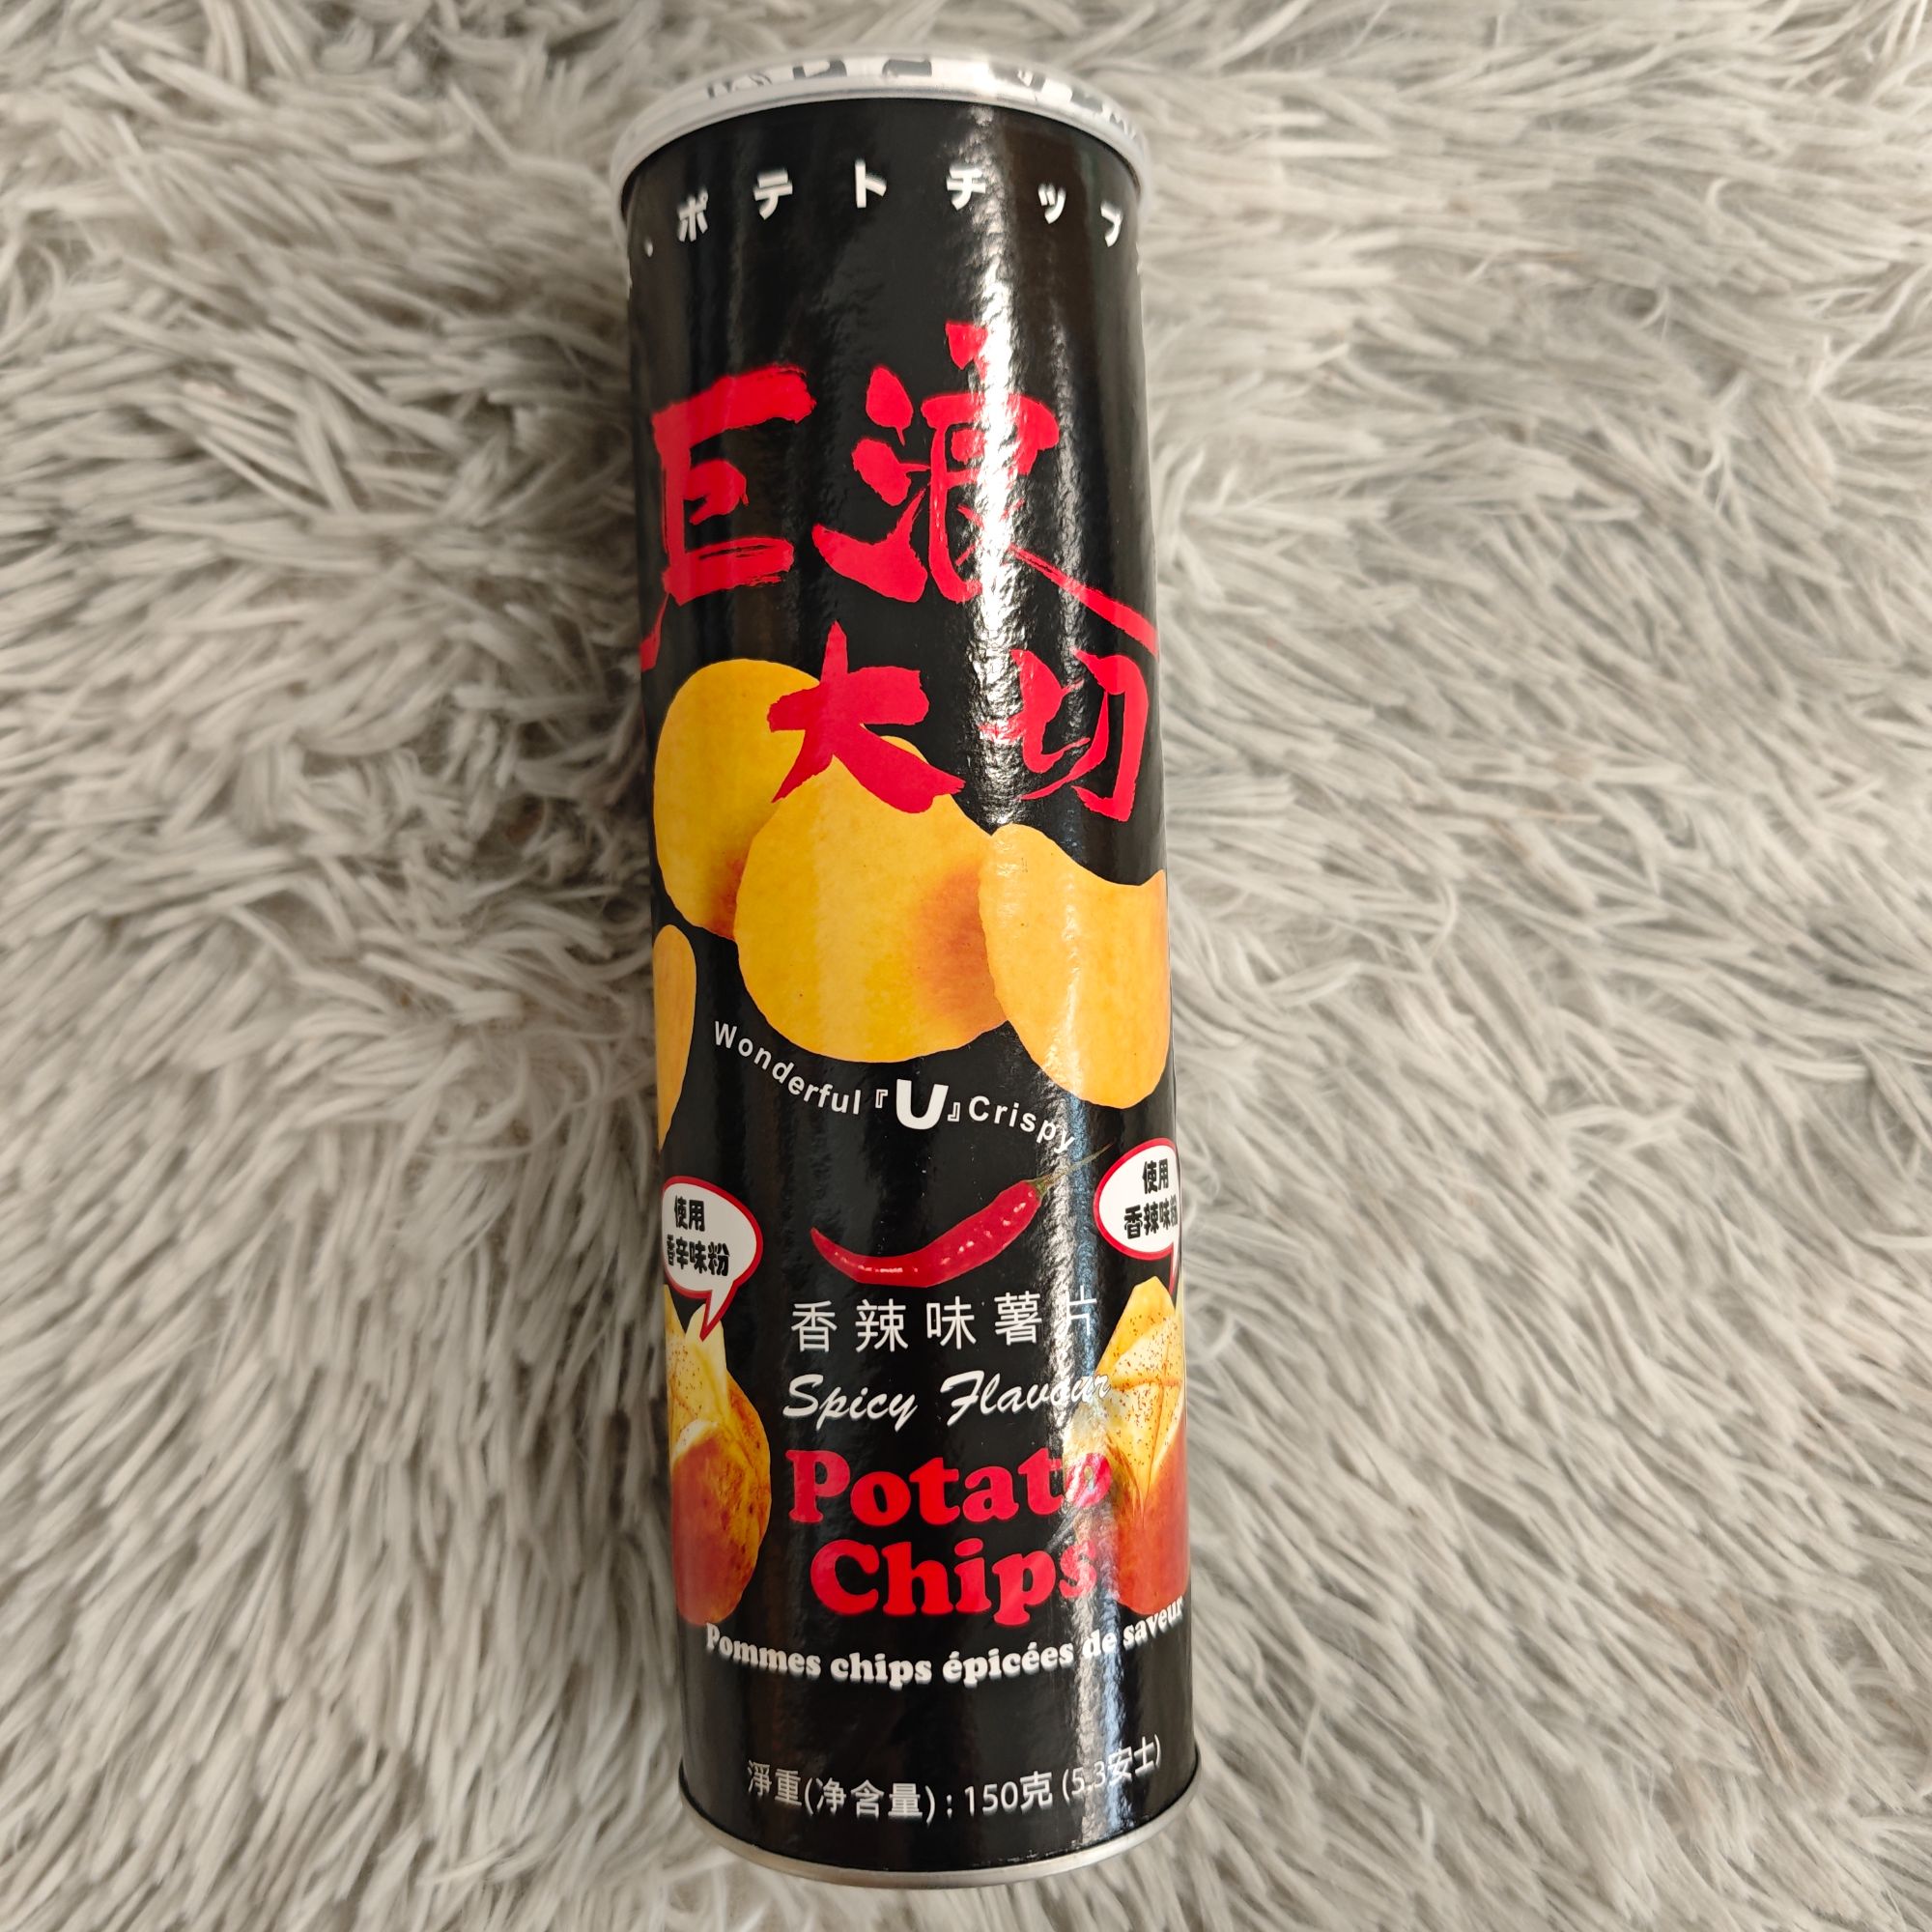 ポテトチップ
巨浪
大切
Wonderful『U』Crispy
使用
香辛味粉
使用
香辣味粉
香辣味薯片
Spicy Flavour
Potato
Chips
Pommes chips épicées de saveur
淨重(净含量) : 150克 (5.3安士)